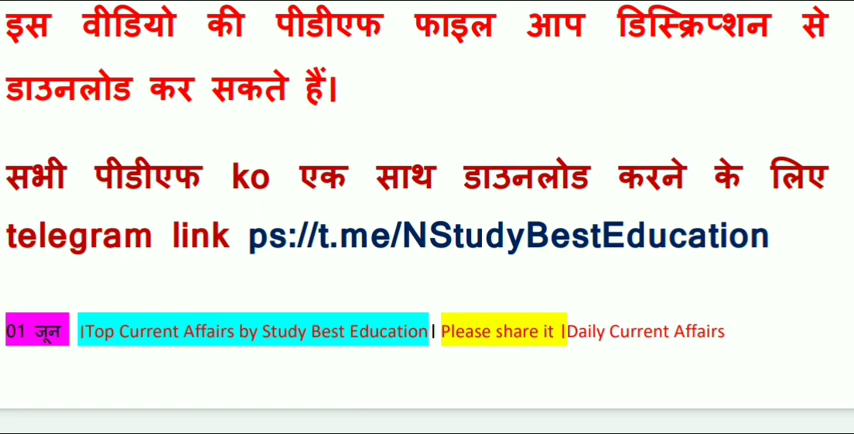 इस वीडियो की पीडीएफ फाइल आप डिस्क्रिप्शन से
डाउनलोड कर सकते हैं।
सभी पीडीएफ ko एक साथ डाउनलोड करने के लिए
telegram link ps://t.me/NStudyBestEducation
01 जून |Top Current Affairs by Study Best Education| Please share it |Daily Current Affairs